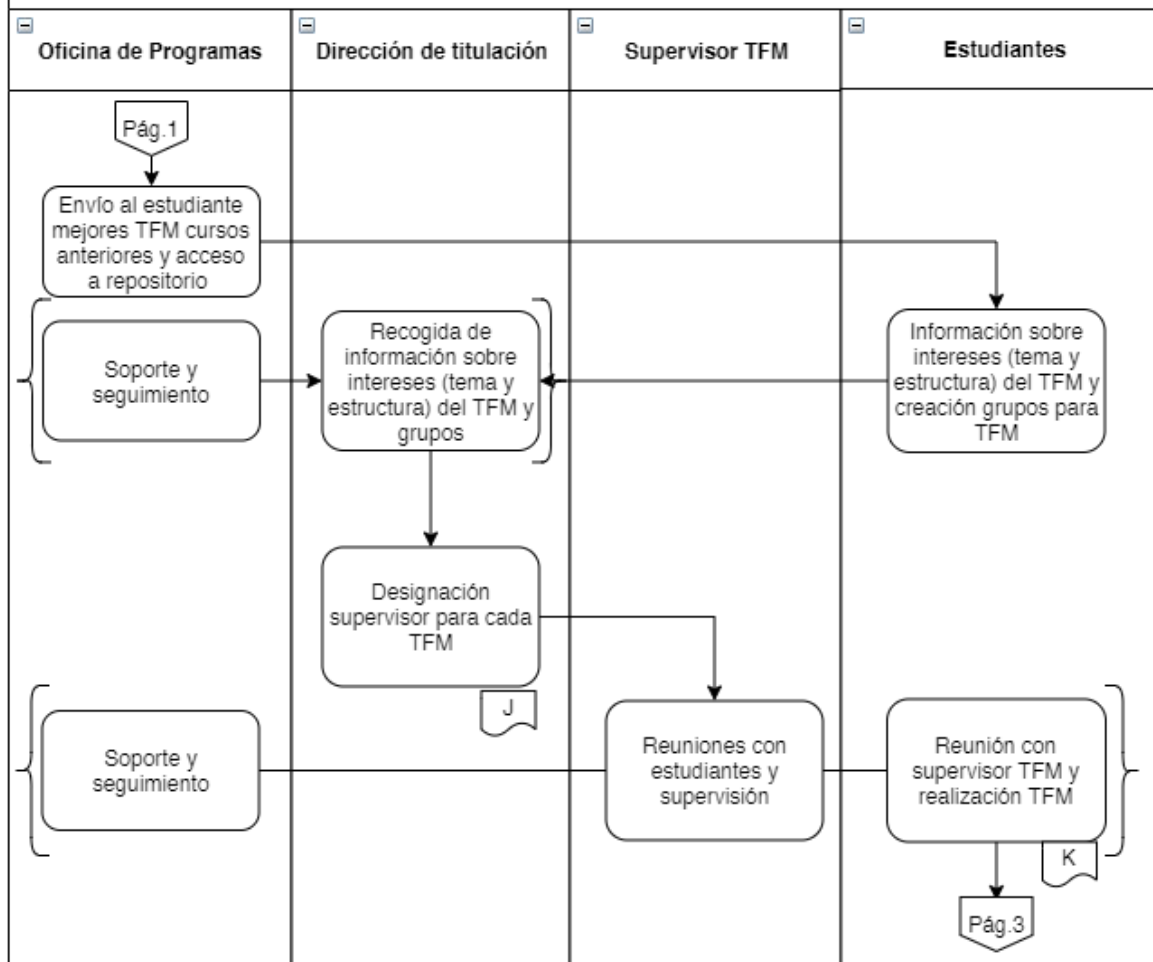 Oficina de Programas
Dirección de titulación
Supervisor TFM
Estudiantes
Pág.1
Envío al estudiante
mejores TFM cursos
anteriores y acceso
a repositorio
Soporte y
seguimiento
Recogida de
información sobre
intereses (tema y
estructura) del TFM y
grupos
Información sobre
intereses (tema y
estructura) del TFM y
creación grupos para
TFM
Designación
supervisor para cada
TFM
J
Soporte y
seguimiento
Reuniones con
estudiantes y
supervisión
Reunión con
supervisor TFM y
realización TFM
K
Pág.3